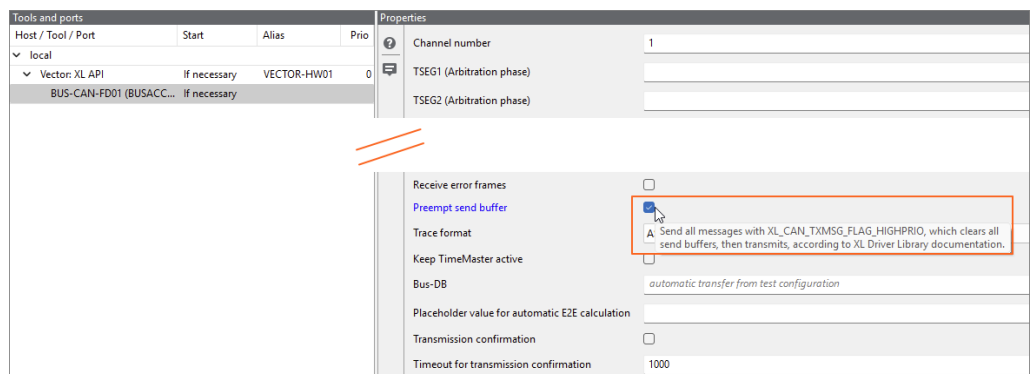 Tools and ports
Host / Tool / Port Start Alias Prio
local
Vector: XL API If necessary VECTOR-HW01 0
BUS-CAN-FD01 (BUSACC... If necessary
Properties
Channel number 1
TSEG1 (Arbitration phase)
TSEG2 (Arbitration phase)
Receive error frames
Preempt send buffer
Send all messages with XL_CAN_TXMSG_FLAG_HIGHPRIO, which clears all
send buffers, then transmits, according to XL Driver Library documentation.
Trace format A
Keep TimeMaster active
Bus-DB automatic transfer from test configuration
Placeholder value for automatic E2E calculation
Transmission confirmation
Timeout for transmission confirmation 1000